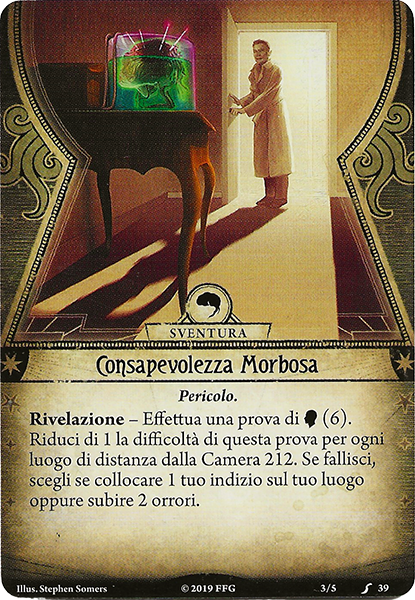 SVENTURA
Consapevolezza Morbosa
Pericolo.
Rivelazione – Effettua una prova di (6).
Riduci di 1 la difficoltà di questa prova per ogni
luogo di distanza dalla Camera 212. Se fallisci,
scegli se collocare 1 tuo indizio sul tuo luogo
oppure subire 2 orrori.
Illus. Stephen Somers © 2019 FFG 3/5 39